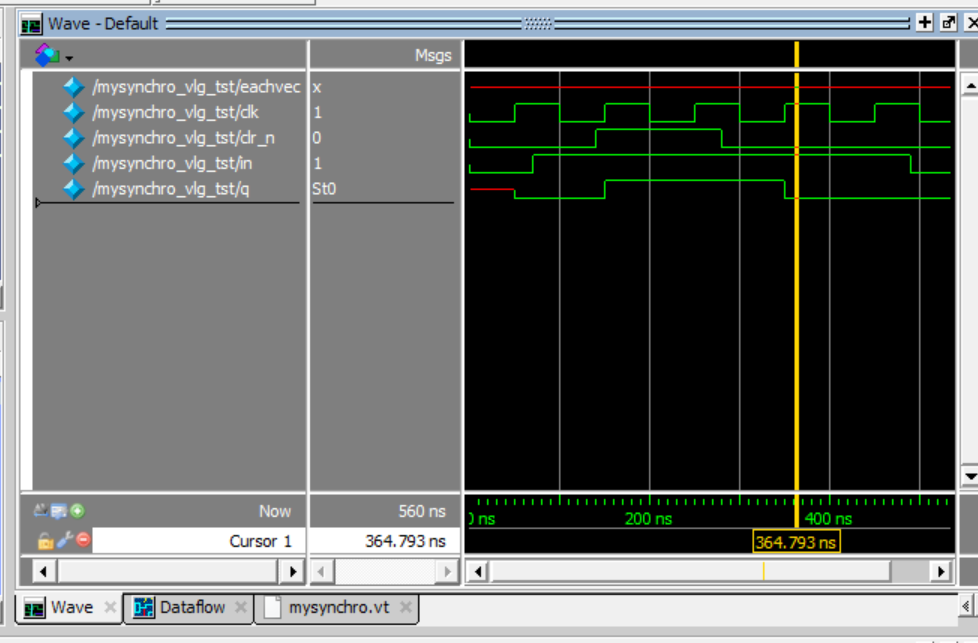 Wave - Default
Msgs
/mysynchro_vlg_tst/eachvec x
/mysynchro_vlg_tst/clk 1
/mysynchro_vlg_tst/clr_n 0
/mysynchro_vlg_tst/in 1
/mysynchro_vlg_tst/q St0
Now 560 ns
0 ns 200 ns 400 ns
Cursor 1 364.793 ns 364.793 ns
Wave Dataflow mysynchro.vt